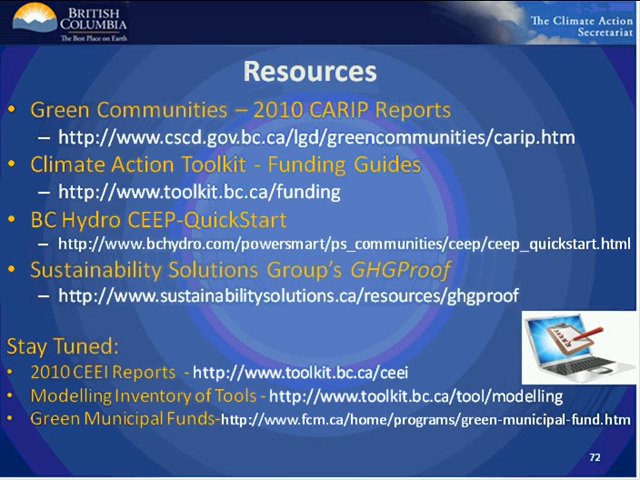 BRITISH
COLUMBIA
The Best Place on Earth
The Climate Action
Secretariat
Resources
• Green Communities – 2010 CARIP Reports
– http://www.cscd.gov.bc.ca/lgd/greencommunities/carip.htm
• Climate Action Toolkit - Funding Guides
– http://www.toolkit.bc.ca/funding
• BC Hydro CEEP-QuickStart
– http://www.bchydro.com/powersmart/ps_communities/ceep/ceep_quickstart.html
• Sustainability Solutions Group's GHGProof
– http://www.sustainabilitysolutions.ca/resources/ghgproof
Stay Tuned:
• 2010 CEEI Reports - http://www.toolkit.bc.ca/ceei
• Modelling Inventory of Tools - http://www.toolkit.bc.ca/tool/modelling
• Green Municipal Funds-http://www.fcm.ca/home/programs/green-municipal-fund.htm
72